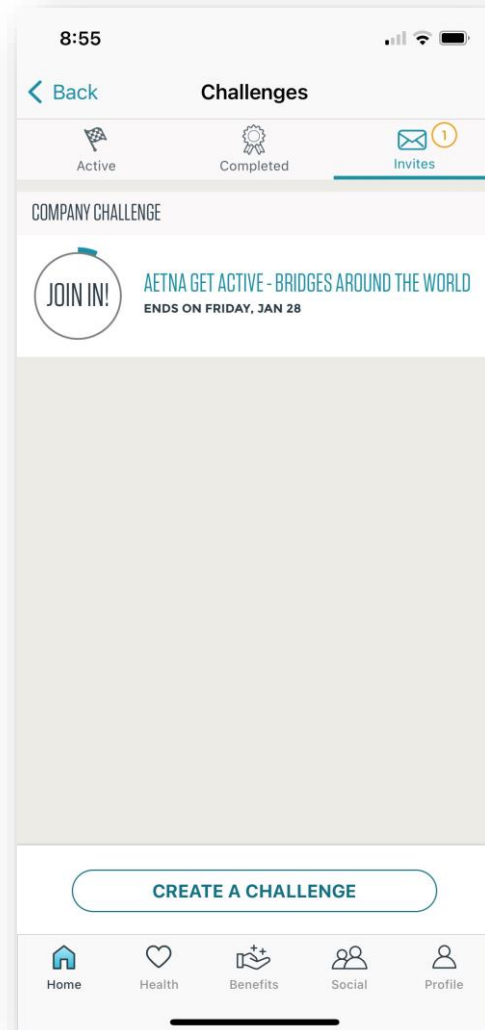 8:55
Back Challenges
1
Active Completed Invites
COMPANY CHALLENGE
JOIN IN!
AETNA GET ACTIVE - BRIDGES AROUND THE WORLD
ENDS ON FRIDAY, JAN 28
CREATE A CHALLENGE
Home Health Benefits Social Profile